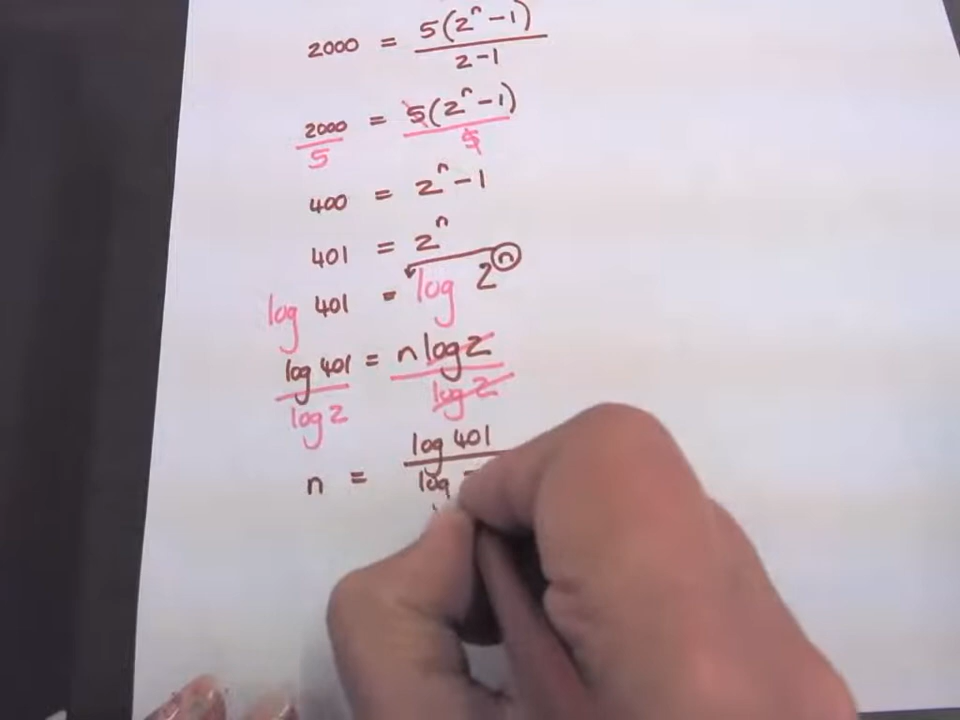 2000 = 5(2ⁿ-1) / 2-1
2000 / 5 = 5(2ⁿ-1) / 5
400 = 2ⁿ-1
401 = 2ⁿ
log 401 = log 2ⁿ
log 401 / log 2 = n log 2 / log 2
n = log 401 / log